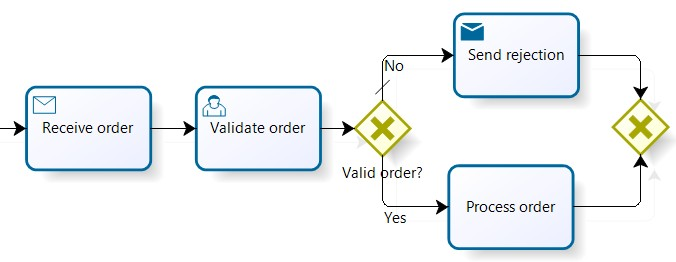 No
Send rejection
Receive order
Validate order
Valid order?
Process order
Yes